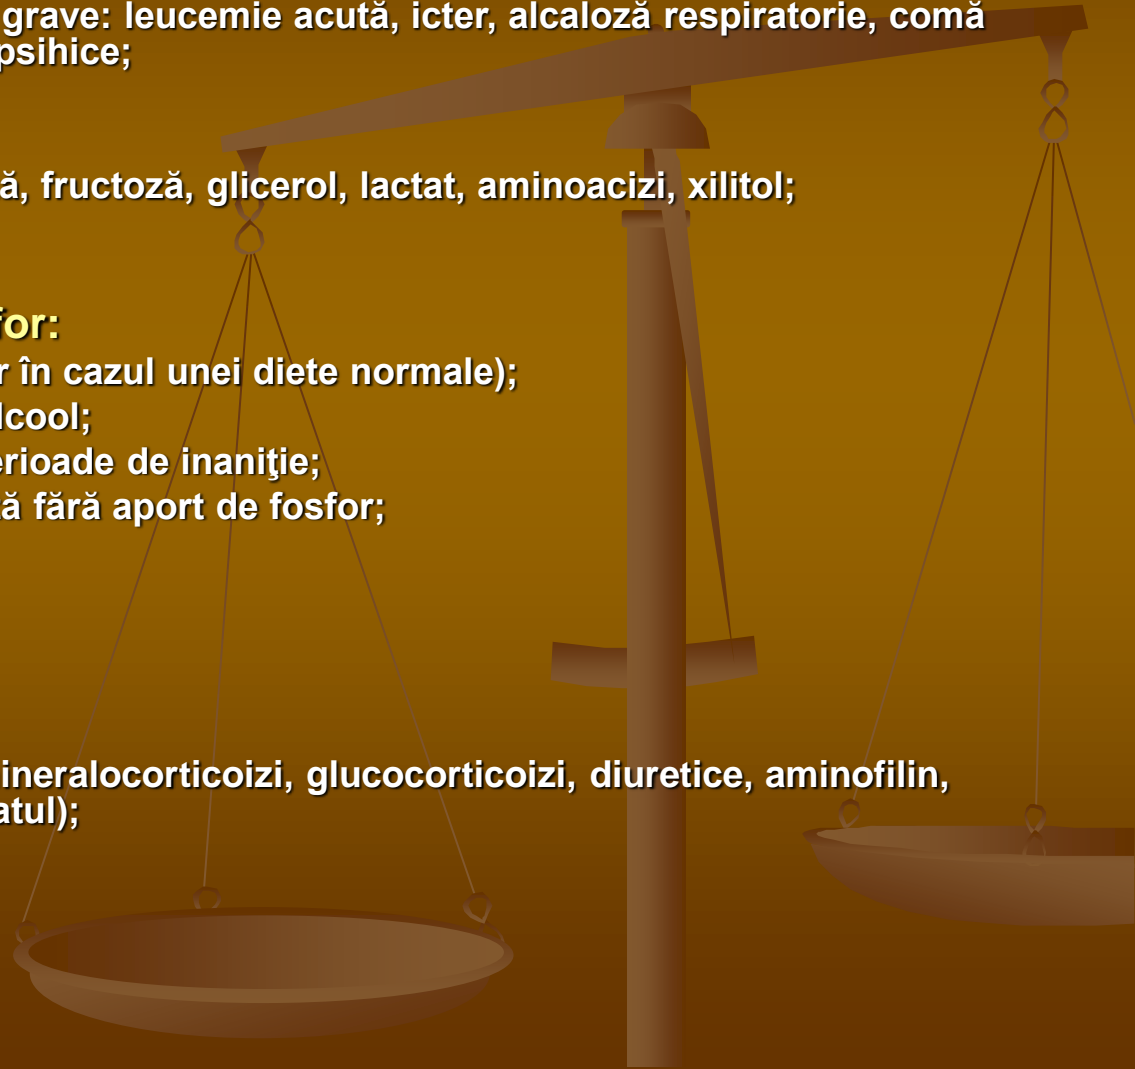 grave: leucemie acută, icter, alcaloză respiratorie, comă
psihice;
ă, fructoză, glicerol, lactat, aminoacizi, xilitol;
for:
r în cazul unei diete normale);
lcool;
erioade de inaniţie;
ă fără aport de fosfor;
ineralocorticoizi, glucocorticoizi, diuretice, aminofilin,
atul);